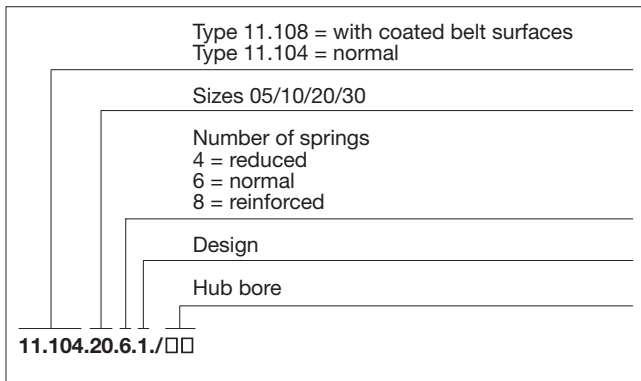 Type 11.108 = with coated belt surfaces
Type 11.104 = normal
Sizes 05/10/20/30
Number of springs
4 = reduced
6 = normal
8 = reinforced
Design
Hub bore
11.104.20.6.1./□□